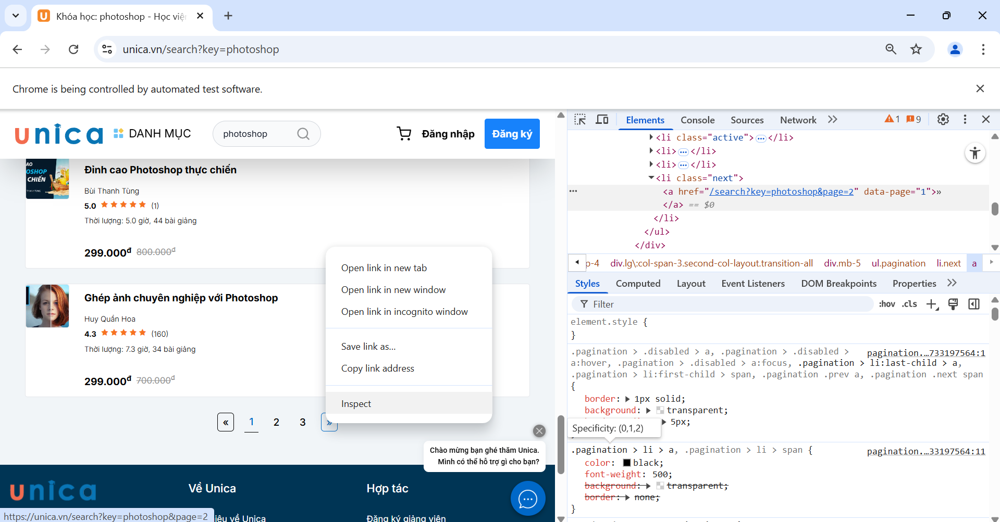 Khóa học: photoshop - Học viện
unica.vn/search?key=photoshop
Chrome is being controlled by automated test software.
unica
DANH MỤC
photoshop
Đăng nhập
Đăng ký
AO
OSHOP
CHIẾN
THANH TÙNG
Đỉnh cao Photoshop thực chiến
Bùi Thanh Tùng
5.0 (1)
Thời lượng: 5.0 giờ, 44 bài giảng
299.000đ 800.000đ
Ghép ảnh chuyên nghiệp với Photoshop
Huy Quần Hoa
4.3 (160)
Thời lượng: 7.3 giờ, 34 bài giảng
299.000đ 700.000đ
Open link in new tab
Open link in new window
Open link in incognito window
Save link as...
Copy link address
Inspect
« 1 2 3 »
Chào mừng bạn ghé thăm Unica.
Mình có thể hỗ trợ gì cho bạn?
unica
Về Unica
Hợp tác
iệu về Unica
Đăng ký giảng viên
https://unica.vn/search?key=photoshop&page=2
Elements Console Sources Network 1 9
<li class="active"> … </li>
<li> … </li>
<li> … </li>
<li class="next">
<a href="/search?key=photoshop&page=2" data-page="1">»
</a> == $0
</li>
</ul>
</div>
p-4 div.lg\:col-span-3.second-col-layout.transition-all div.mb-5 ul.pagination li.next a
Styles Computed Layout Event Listeners DOM Breakpoints Properties
Filter :hov .cls
element.style {
}
.pagination > .disabled > a, .pagination > .disabled > pagination.…733197564:1
a:hover, .pagination > .disabled > a:focus, .pagination > li:last-child > a,
.pagination > li:first-child > span, .pagination .prev a, .pagination .next span
{
border: 1px solid;
background: transparent;
5px;
Specificity: (0,1,2)
.pagination > li > a, .pagination > li > span { pagination.…33197564:11
color: black;
font-weight: 500;
background: transparent;
border: none;
}